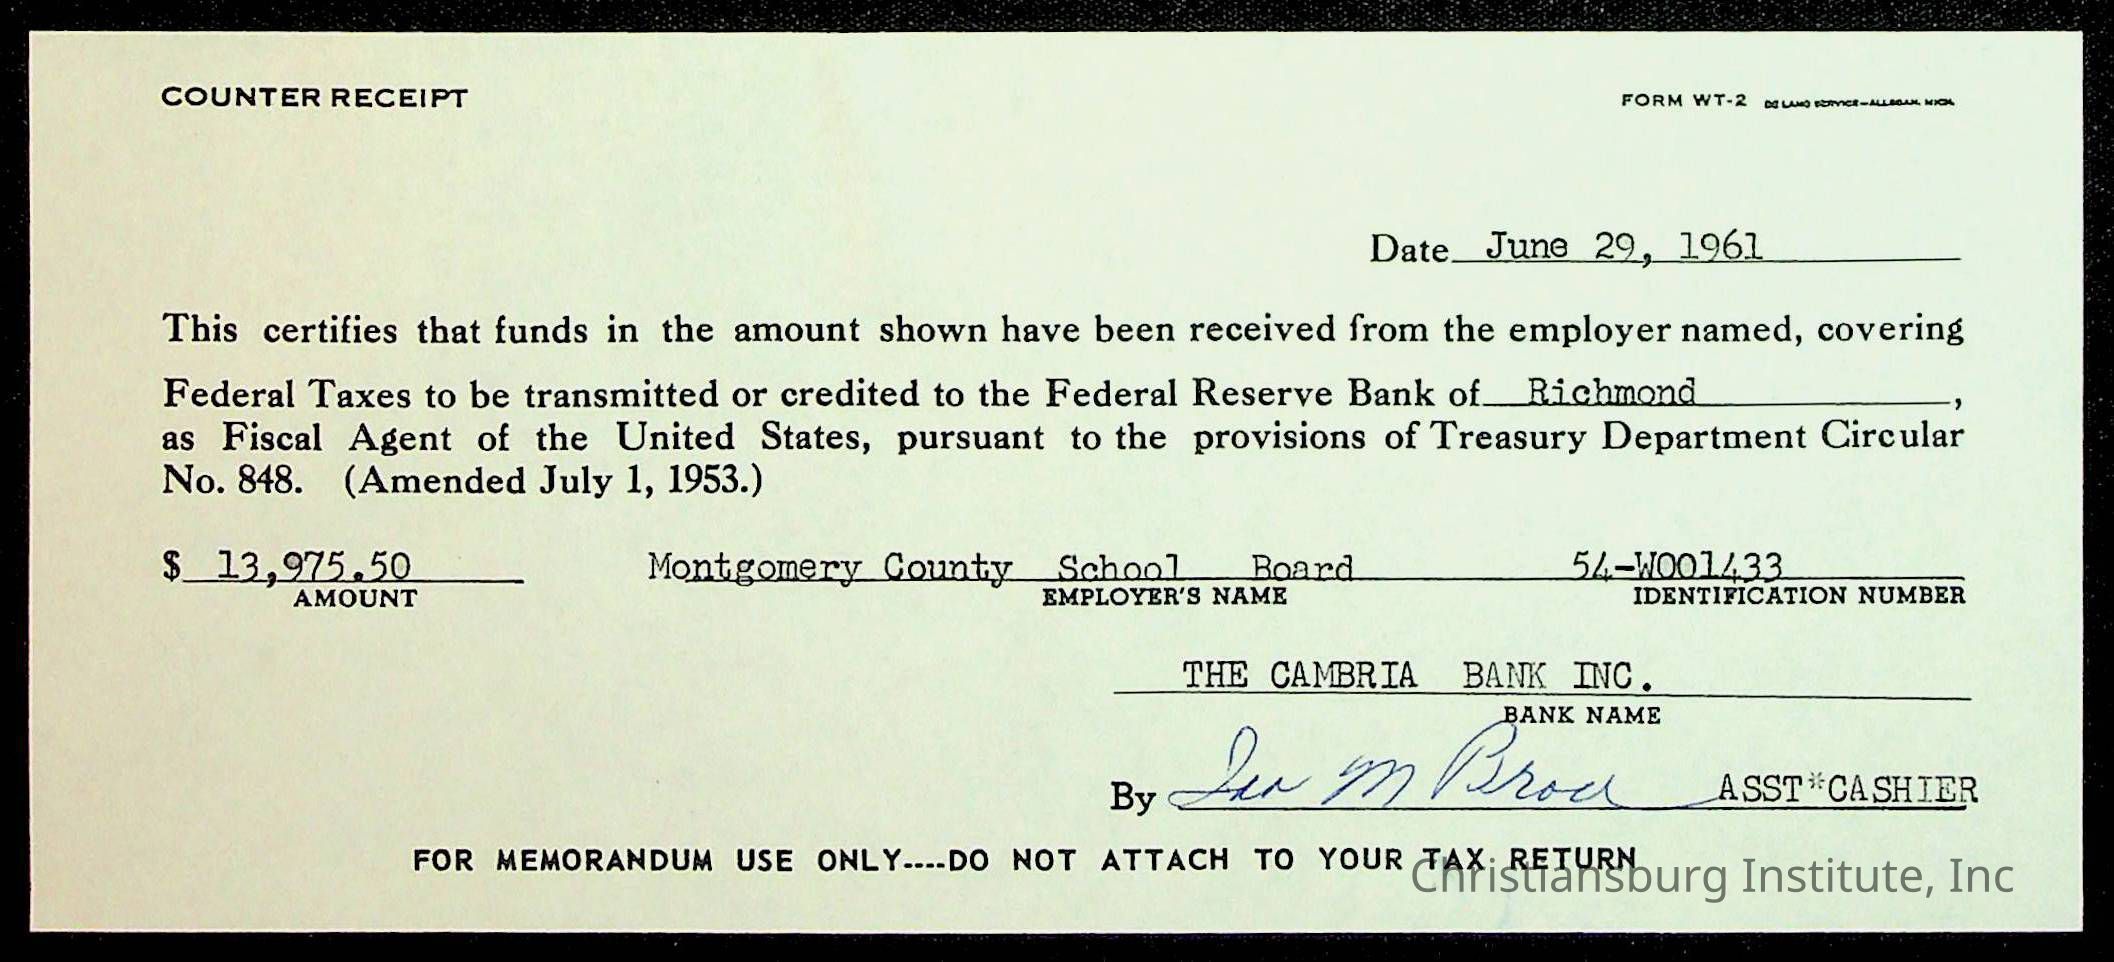 COUNTER RECEIPT
FORM WT-2 DE LAND SERVICE—ALLEGAN, MICH.
Date June 29, 1961
This certifies that funds in the amount shown have been received from the employer named, covering
Federal Taxes to be transmitted or credited to the Federal Reserve Bank of Richmond,
as Fiscal Agent of the United States, pursuant to the provisions of Treasury Department Circular
No. 848. (Amended July 1, 1953.)
$ 13,975.50 Montgomery County School Board 54-W001433
AMOUNT EMPLOYER'S NAME IDENTIFICATION NUMBER
THE CAMBRIA BANK INC.
BANK NAME
By M ASST*CASHIER
FOR MEMORANDUM USE ONLY----DO NOT ATTACH TO YOUR TAX RETURN
Christiansburg Institute, Inc